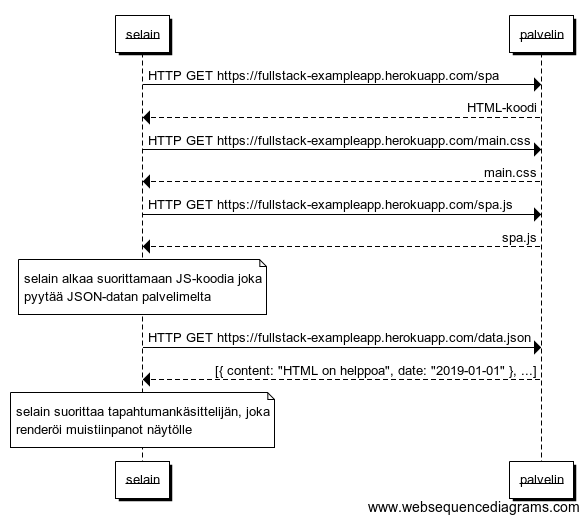 selain
palvelin
HTTP GET https://fullstack-exampleapp.herokuapp.com/spa
HTML-koodi
HTTP GET https://fullstack-exampleapp.herokuapp.com/main.css
main.css
HTTP GET https://fullstack-exampleapp.herokuapp.com/spa.js
spa.js
selain alkaa suorittamaan JS-koodia joka
pyytää JSON-datan palvelimelta
HTTP GET https://fullstack-exampleapp.herokuapp.com/data.json
[{ content: "HTML on helppoa", date: "2019-01-01" }, ...]
selain suorittaa tapahtumankäsittelijän, joka
renderöi muistiinpanot näytölle
selain
palvelin
www.websequencediagrams.com